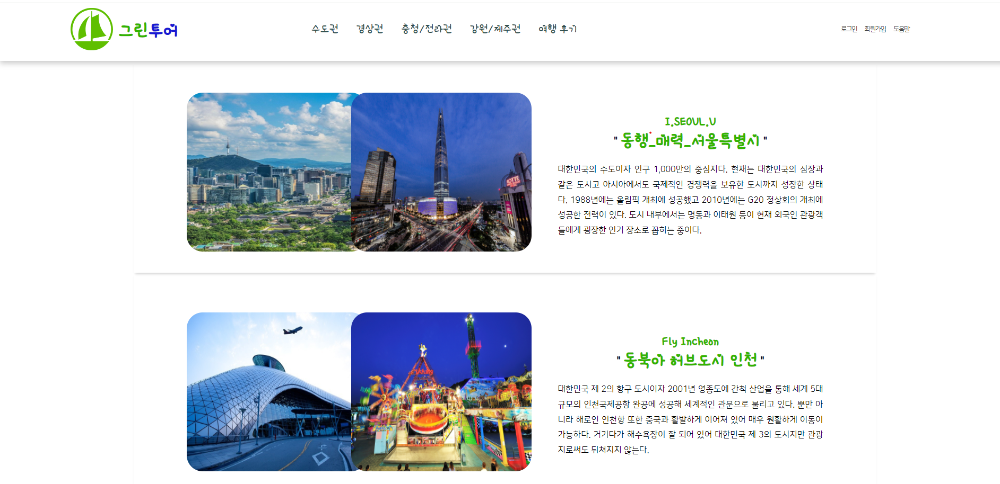 그린투어
수도권 경상권 충청/전라권 강원/제주권 여행 후기
로그인 회원가입 도움말
LOTTE
I.SEOUL.U
" 동행_매력_서울특별시 "
대한민국의 수도이자 인구 1,000만의 중심지다. 현재는 대한민국의 심장과
같은 도시고 아시아에서도 국제적인 경쟁력을 보유한 도시까지 성장한 상태
다. 1988년에는 올림픽 개최에 성공했고 2010년에는 G20 정상회의 개최에
성공한 전력이 있다. 도시 내부에서는 명동과 이태원 등이 현재 외국인 관광객
들에게 굉장한 인기 장소로 꼽히는 중이다.
Fly Incheon
" 동북아 허브도시 인천 "
대한민국 제 2의 항구 도시이자 2001년 영종도에 간척 산업을 통해 세계 5대
규모의 인천국제공항 완공에 성공해 세계적인 관문으로 불리고 있다. 뿐만 아
니라 해로인 인천항 또한 중국과 활발하게 이어져 있어 매우 원활하게 이동이
가능하다. 거기다가 해수욕장이 잘 되어 있어 대한민국 제 3의 도시지만 관광
지로써도 뒤쳐지지 않는다.